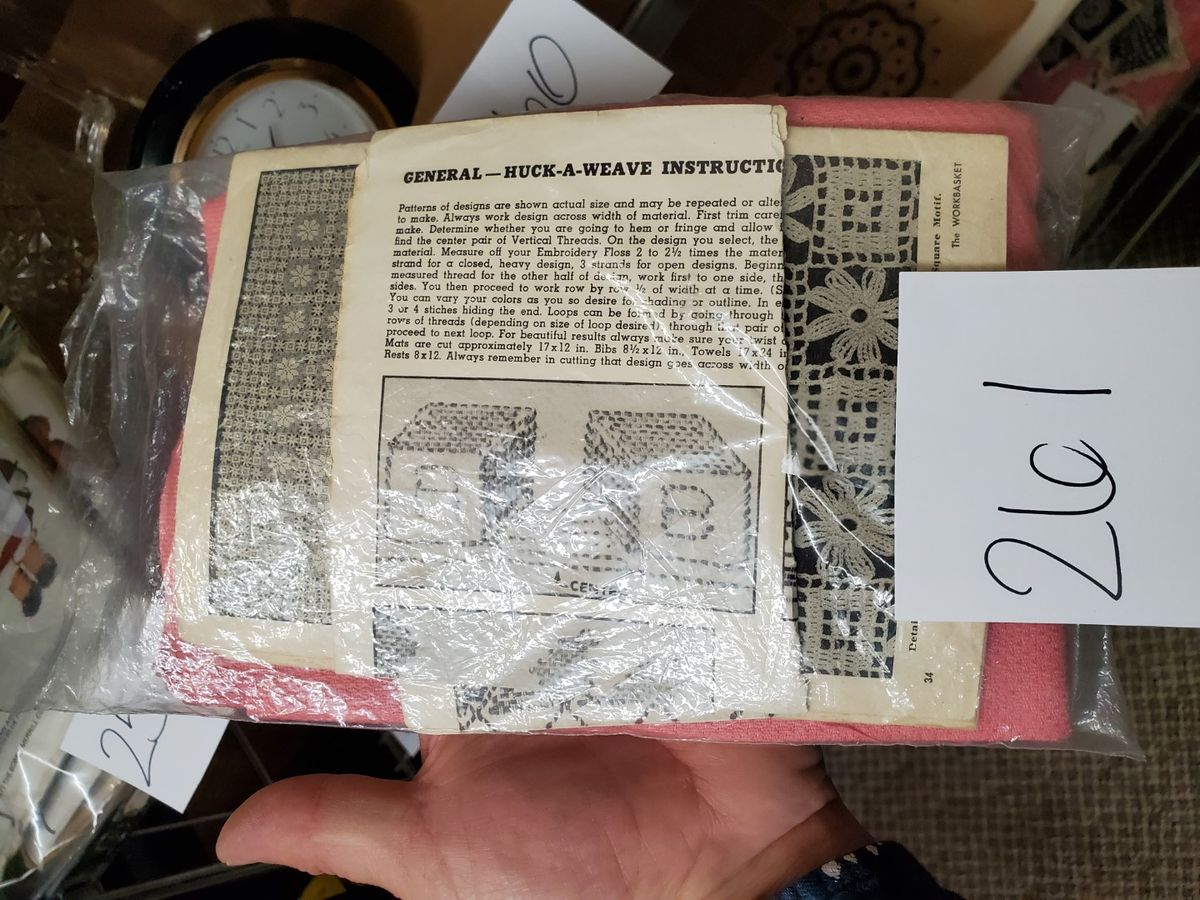 GENERAL — HUCK-A-WEAVE
Patterns of designs are shown actual size and may be repeated or
to make. Always work design across width of material. First trim
make. Determine whether you are going to hem or fringe and allow
find the center pair of Vertical Threads. On the design you select, the
material. Measure off your Embroidery Floss 2 to 2½ times the
strand for a closed, heavy design, 3 strands for open designs.
measured thread for the other half of design, work first to one side,
sides. You then proceed to work row by row ½ of width at a time.
You can vary your colors as you so desire for shading or outline. In
3 or 4 stiches hiding the end. Loops can be formed by going through
rows of threads (depending on size of loop desired) through that pair of
proceed to next loop. For beautiful results always make sure your twist
Mats are cut approximately 17x12 in. Bibs 8½x12 in., Towels 17x24
Rests 8x12. Always remember in cutting that design goes across width
CENTER
Square Motif.
The WORKBASKET
34
261
1 2 3